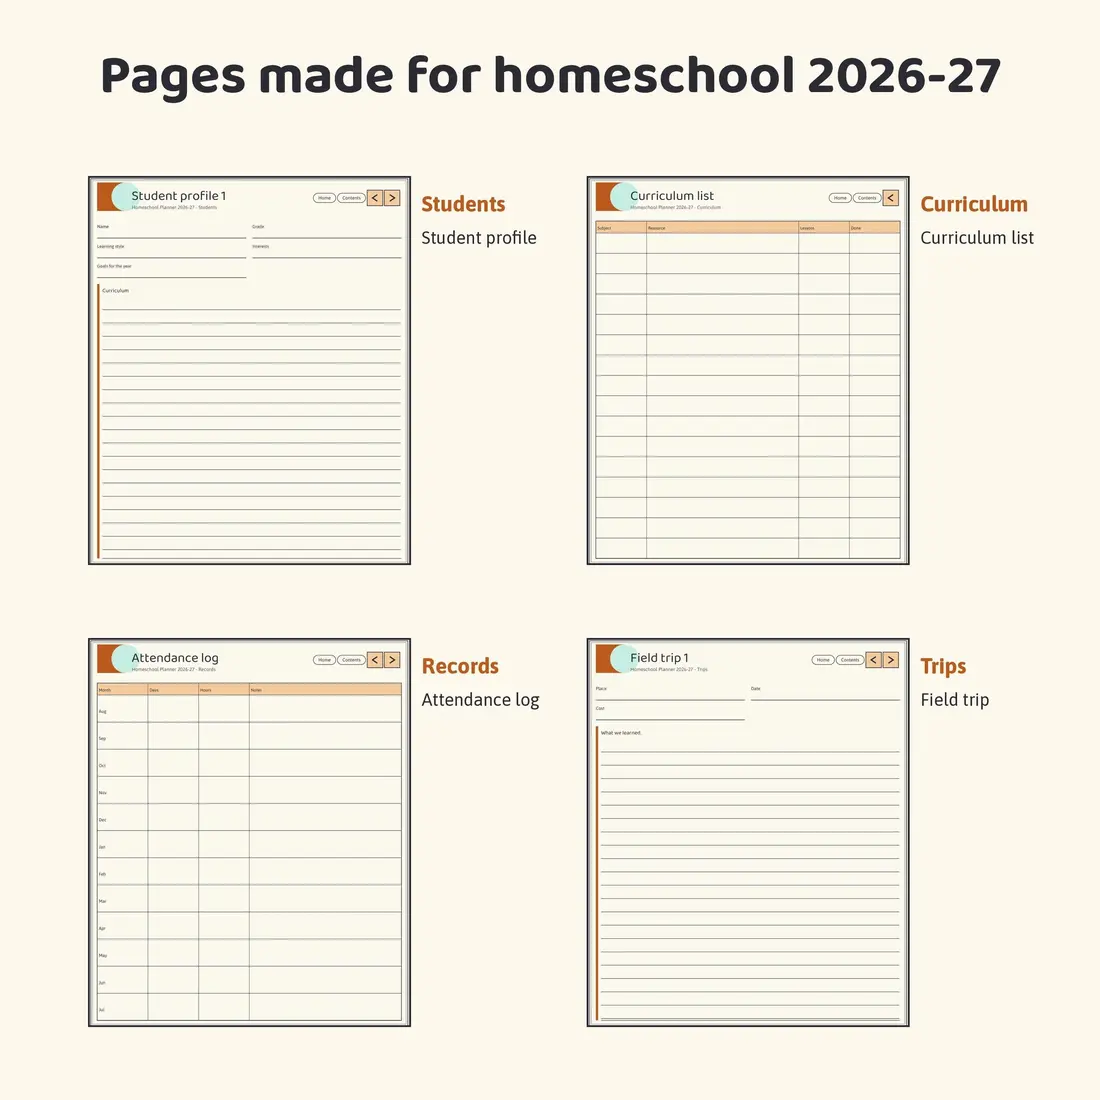 Pages made for homeschool 2026-27
Student profile 1
Homeschool Planner 2026-27 · Students
Home
Contents
<
>
Name
Grade
Learning style
Interests
Goals for the year
Curriculum
Students
Student profile
Curriculum list
Homeschool Planner 2026-27 · Curriculum
Home
Contents
<
Subject
Resource
Lessons
Done
Curriculum
Curriculum list
Attendance log
Homeschool Planner 2026-27 · Records
Home
Contents
<
>
Month
Days
Hours
Notes
Aug
Sep
Oct
Nov
Dec
Jan
Feb
Mar
Apr
May
Jun
Jul
Records
Attendance log
Field trip 1
Homeschool Planner 2026-27 · Trips
Home
Contents
<
>
Place
Date
Cost
What we learned
Trips
Field trip